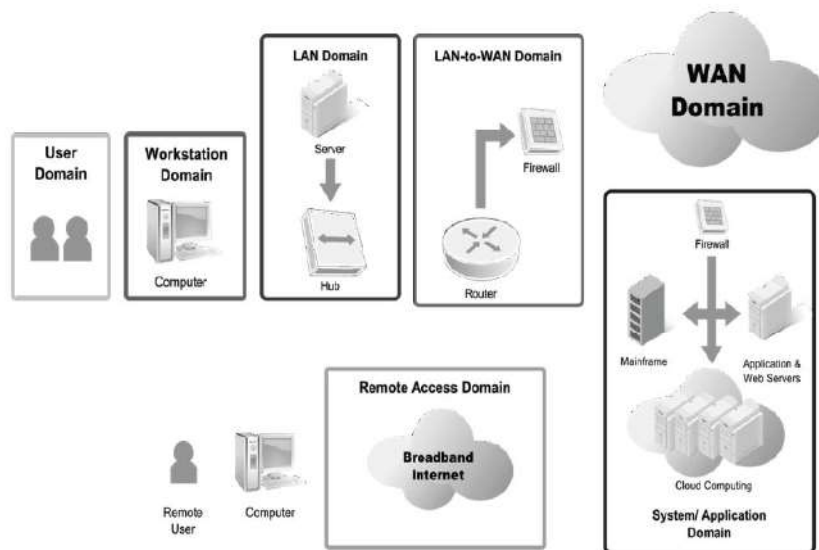 LAN Domain
Server
Hub
LAN-to-WAN Domain
Firewall
Router
WAN
Domain
User
Domain
Workstation
Domain
Computer
Firewall
Mainframe
Application &
Web Servers
Cloud Computing
System/ Application
Domain
Remote Access Domain
Broadband
Internet
Remote
User
Computer